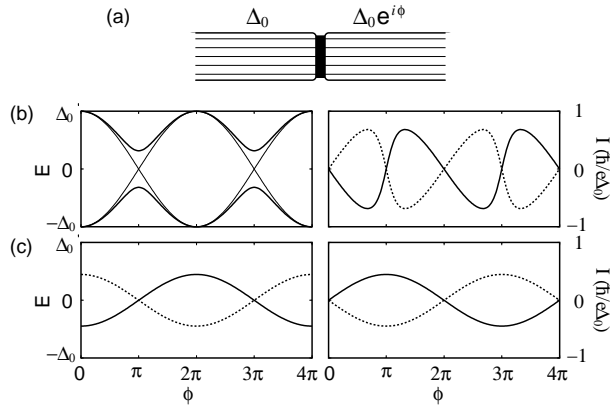 (a) Δ₀ Δ₀e^{iϕ}
(b) Δ₀ 1
E 0 0 I (ℏ/eΔ₀)
−Δ₀ −1
(c) Δ₀ 1
E 0 0 I (ℏ/eΔ₀)
−Δ₀ −1
0 π 2π 3π 4π 0 π 2π 3π 4π
ϕ ϕ